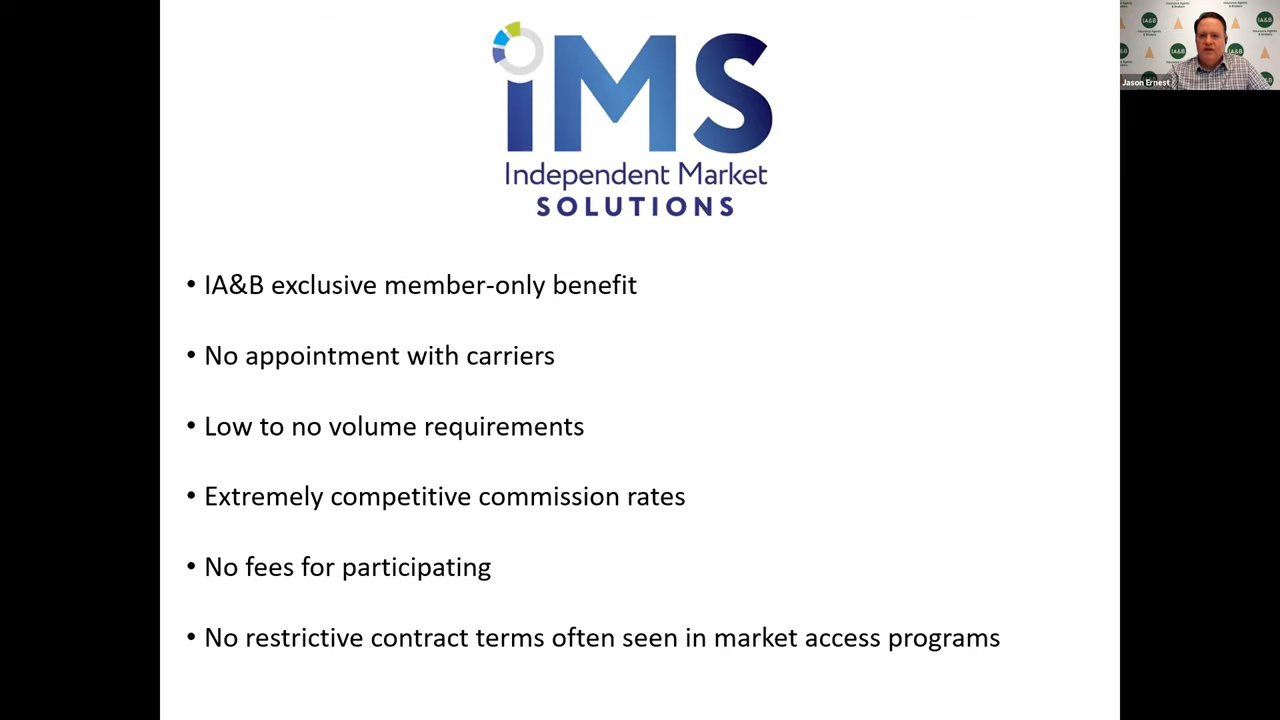 iMS
Independent Market
SOLUTIONS
• IA&B exclusive member-only benefit
• No appointment with carriers
• Low to no volume requirements
• Extremely competitive commission rates
• No fees for participating
• No restrictive contract terms often seen in market access programs
IA&B
IA&B
Jason Ernest